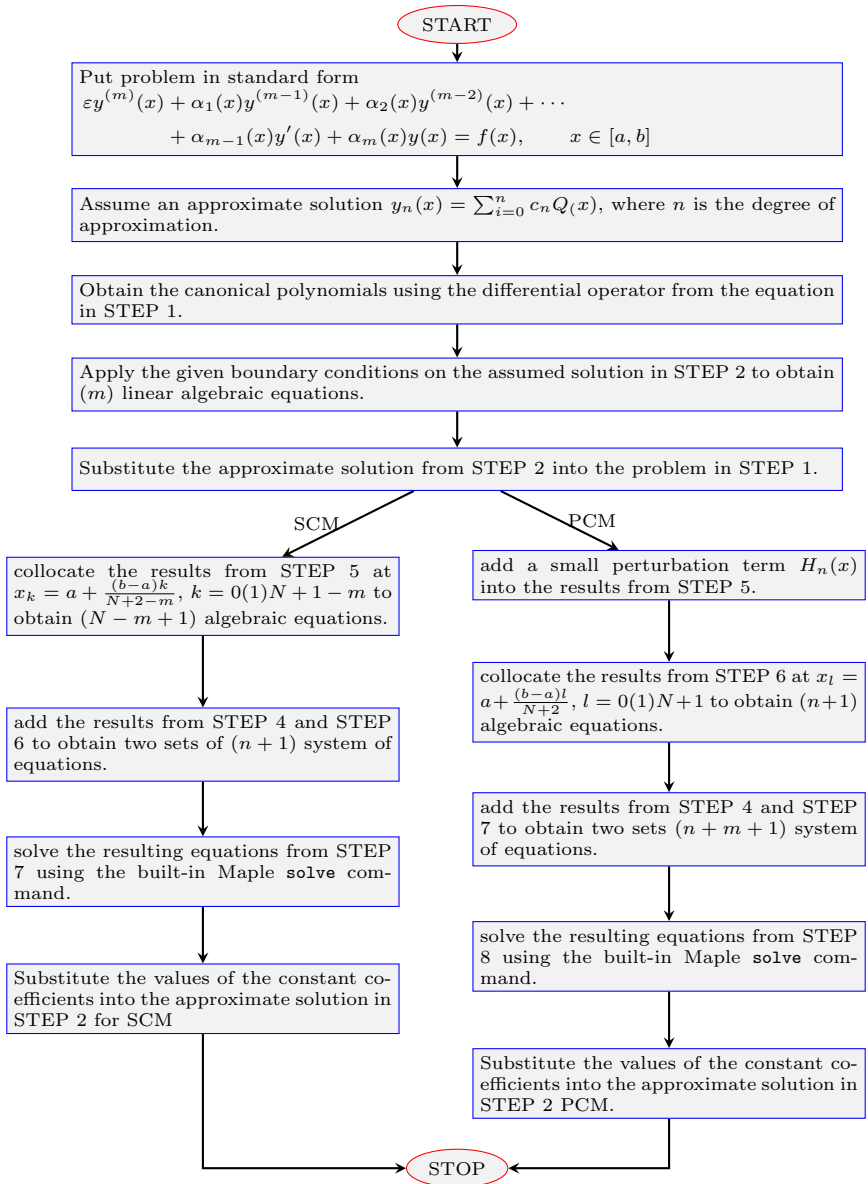 START
Put problem in standard form
εy^{(m)}(x) + α_1(x)y^{(m−1)}(x) + α_2(x)y^{(m−2)}(x) + ⋯
+ α_{m−1}(x)y′(x) + α_m(x)y(x) = f(x), x ∈ [a, b]
Assume an approximate solution y_n(x) = ∑_{i=0}^{n} c_n Q_(x), where n is the degree of
approximation.
Obtain the canonical polynomials using the differential operator from the equation
in STEP 1.
Apply the given boundary conditions on the assumed solution in STEP 2 to obtain
(m) linear algebraic equations.
Substitute the approximate solution from STEP 2 into the problem in STEP 1.
SCM
collocate the results from STEP 5 at
x_k = a + \frac{(b−a)k}{N+2−m}, k = 0(1)N + 1 − m to
obtain (N − m + 1) algebraic equations.
add the results from STEP 4 and STEP
6 to obtain two sets of (n + 1) system of
equations.
solve the resulting equations from STEP
7 using the built-in Maple solve com-
mand.
Substitute the values of the constant co-
efficients into the approximate solution in
STEP 2 for SCM
PCM
add a small perturbation term H_n(x)
into the results from STEP 5.
collocate the results from STEP 6 at x_l =
a + \frac{(b−a)l}{N+2}, l = 0(1)N + 1 to obtain (n+1)
algebraic equations.
add the results from STEP 4 and STEP
7 to obtain two sets (n + m + 1) system
of equations.
solve the resulting equations from STEP
8 using the built-in Maple solve com-
mand.
Substitute the values of the constant co-
efficients into the approximate solution in
STEP 2 PCM.
STOP